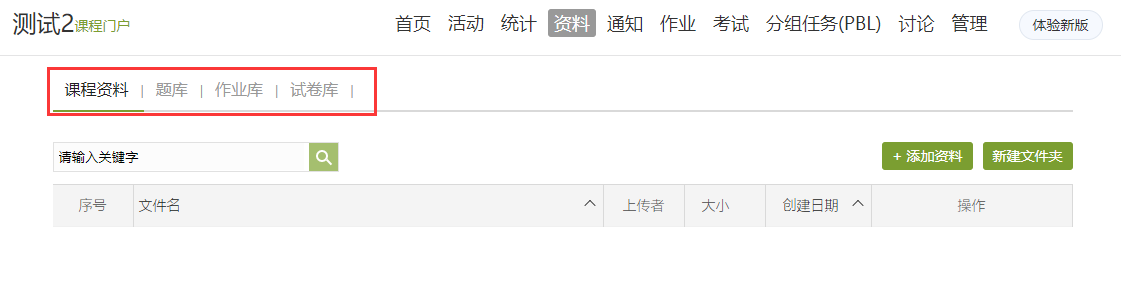 测试2课程门户 首页 活动 统计 资料 通知 作业 考试 分组任务(PBL) 讨论 管理 体验新版
课程资料 | 题库 | 作业库 | 试卷库 |
请输入关键字 + 添加资料 新建文件夹
序号 文件名 上传者 大小 创建日期 操作